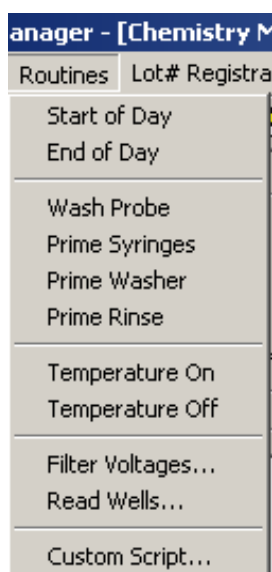 anager - [Chemistry M
Routines Lot# Registra
Start of Day
End of Day
Wash Probe
Prime Syringes
Prime Washer
Prime Rinse
Temperature On
Temperature Off
Filter Voltages...
Read Wells...
Custom Script...